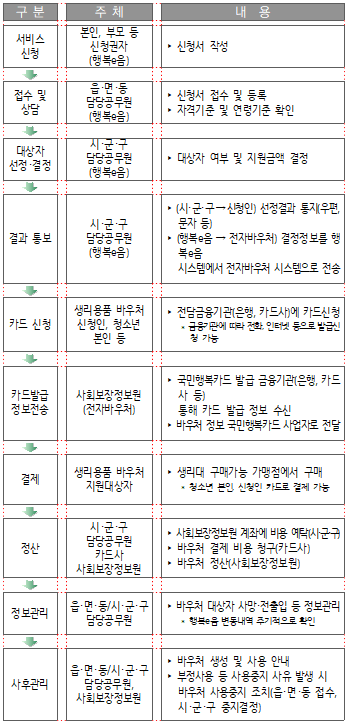 구 분 주 체 내 용
서비스
신청
본인, 부모 등
신청권자
(행복e음)
▸ 신청서 작성
접수 및
상담
읍·면·동
담당공무원
(행복e음)
▸ 신청서 접수 및 등록
▸ 자격기준 및 연령기준 확인
대상자
선정·결정
시·군·구
담당공무원
(행복e음)
▸ 대상자 여부 및 지원금액 결정
결과 통보
시·군·구
담당공무원
(행복e음)
▸ (시·군·구→신청인) 선정결과 통지(우편,
문자 등)
▸ (행복e음 → 전자바우처) 결정정보를 행
복e음
시스템에서 전자바우처 시스템으로 전송
카드 신청
생리용품 바우처
신청인, 청소년
본인 등
▸ 전담금융기관(은행, 카드사)에 카드신청
* 금융기관에 따라 전화, 인터넷 등으로 발급신
청 가능
카드발급
정보전송
사회보장정보원
(전자바우처)
▸ 국민행복카드 발급 금융기관(은행, 카드
사 등)
통해 카드 발급 정보 수신
▸ 바우처 정보 국민행복카드 사업자로 전달
결제
생리용품 바우처
지원대상자
▸ 생리대 구매가능 가맹점에서 구매
* 청소년 본인, 신청인 카드로 결제 가능
정산
시·군·구
담당공무원
카드사
사회보장정보원
▸ 사회보장정보원 계좌에 비용 예탁(시·군·구)
▸ 바우처 결제 비용 청구(카드사)
▸ 바우처 정산(사회보장정보원)
정보관리
읍·면·동/시·군·구
담당공무원
▸ 바우처 대상자 사망·전출입 등 정보관리
* 행복e음 변동내역 주기적으로 확인
사후관리
읍·면·동/시·군·구
담당공무원,
사회보장정보원
▸ 바우처 생성 및 사용 안내
▸ 부정사용 등 사용중지 사유 발생 시
바우처 사용중지 조치(읍·면·동 접수,
시·군·구 중지결정)